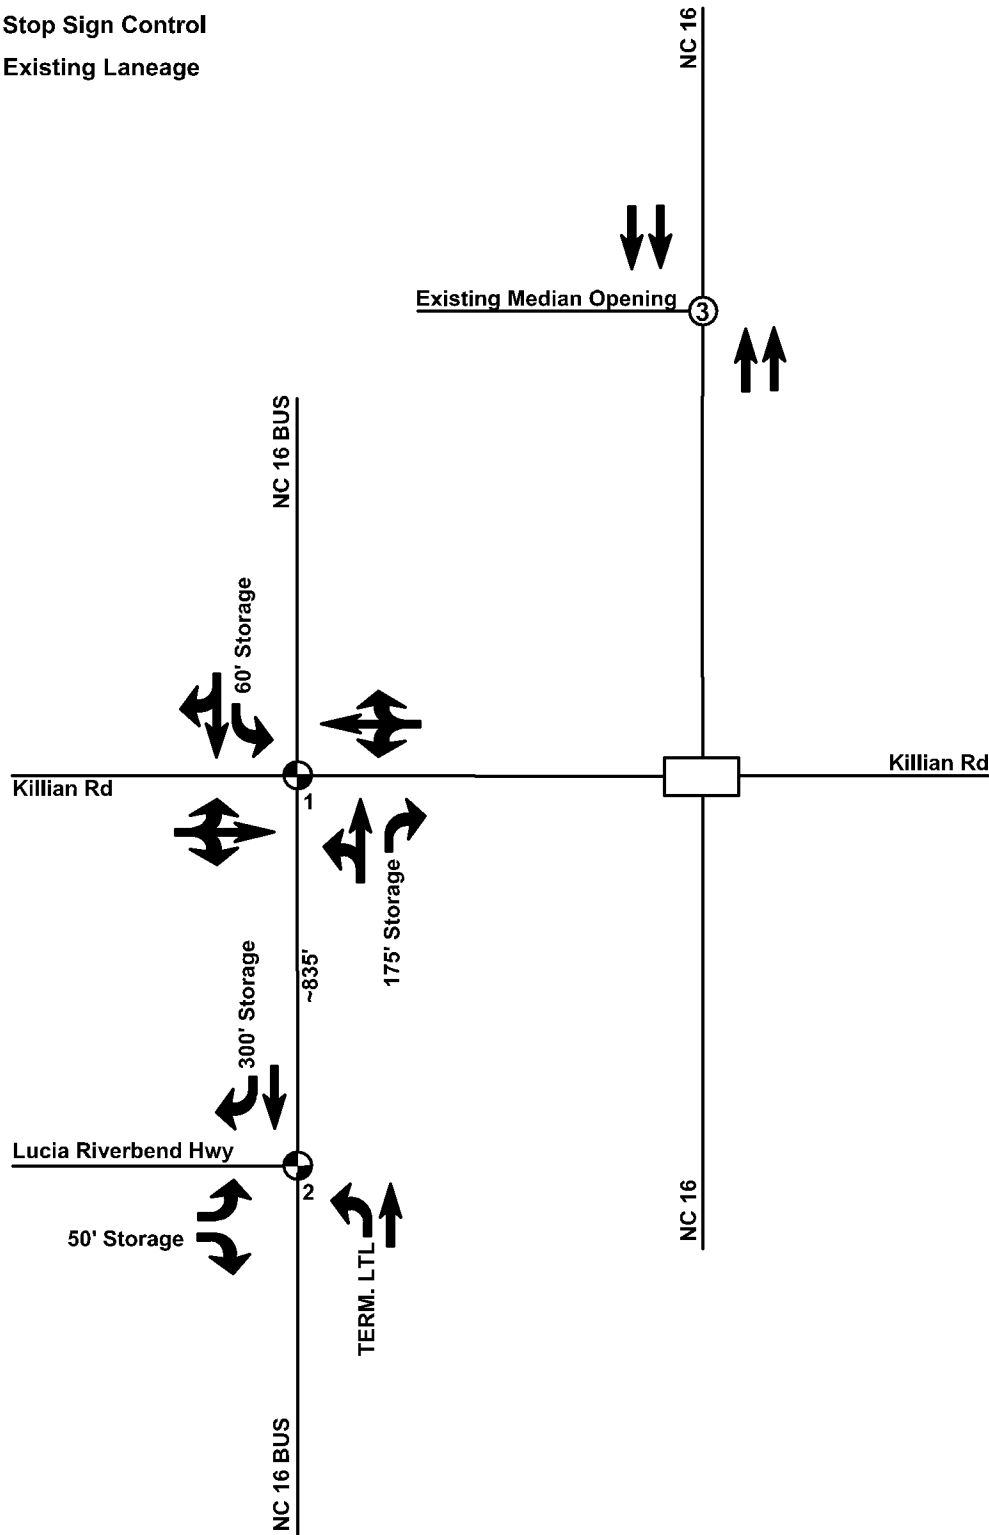 Stop Sign Control
Existing Laneage
NC 16
Existing Median Opening
3
NC 16 BUS
60' Storage
Killian Rd
Killian Rd
1
175' Storage
~835'
300' Storage
Lucia Riverbend Hwy
2
50' Storage
TERM. LTL
NC 16
NC 16 BUS